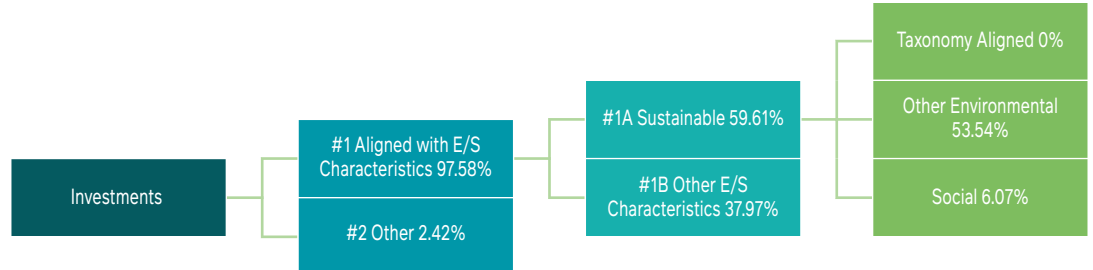 Investments
#1 Aligned with E/S
Characteristics 97.58%
#2 Other 2.42%
#1A Sustainable 59.61%
#1B Other E/S
Characteristics 37.97%
Taxonomy Aligned 0%
Other Environmental
53.54%
Social 6.07%